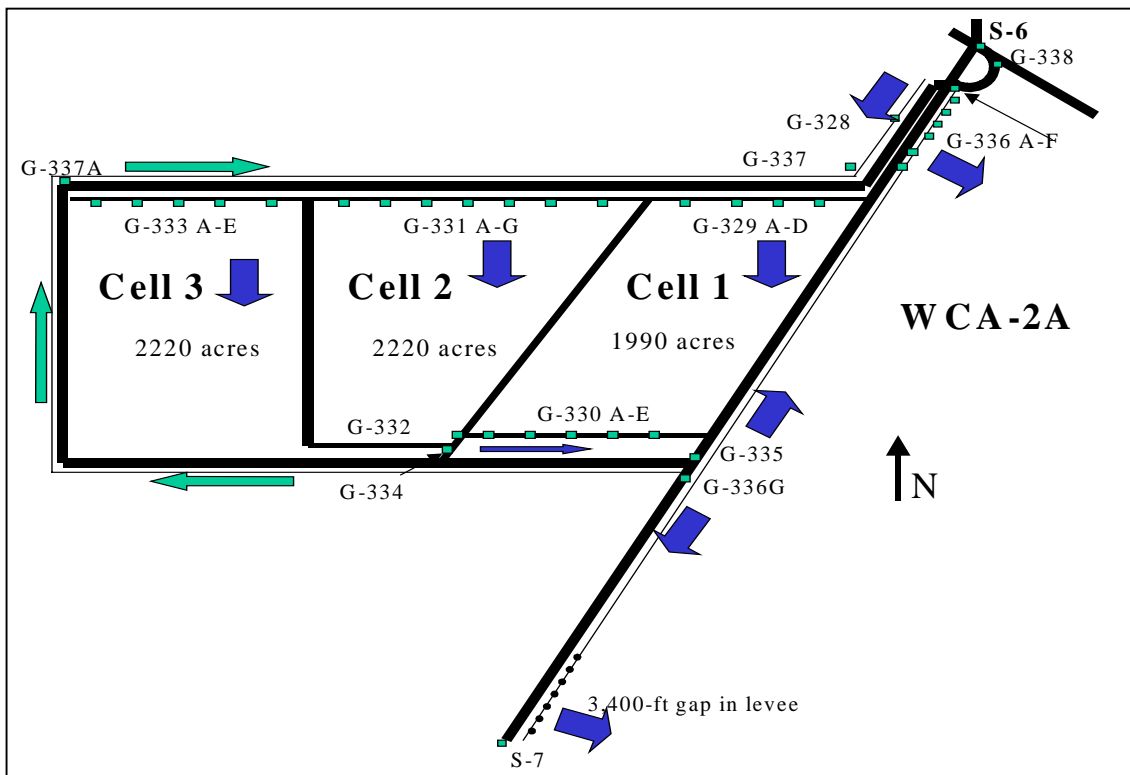 S-6
G-338
G-328
G-336 A-F
G-337
G-337A
G-333 A-E
G-331 A-G
G-329 A-D
Cell 3
Cell 2
Cell 1
WCA-2A
2220 acres
2220 acres
1990 acres
G-332
G-330 A-E
G-335
G-334
G-336G
N
3,400-ft gap in levee
S-7